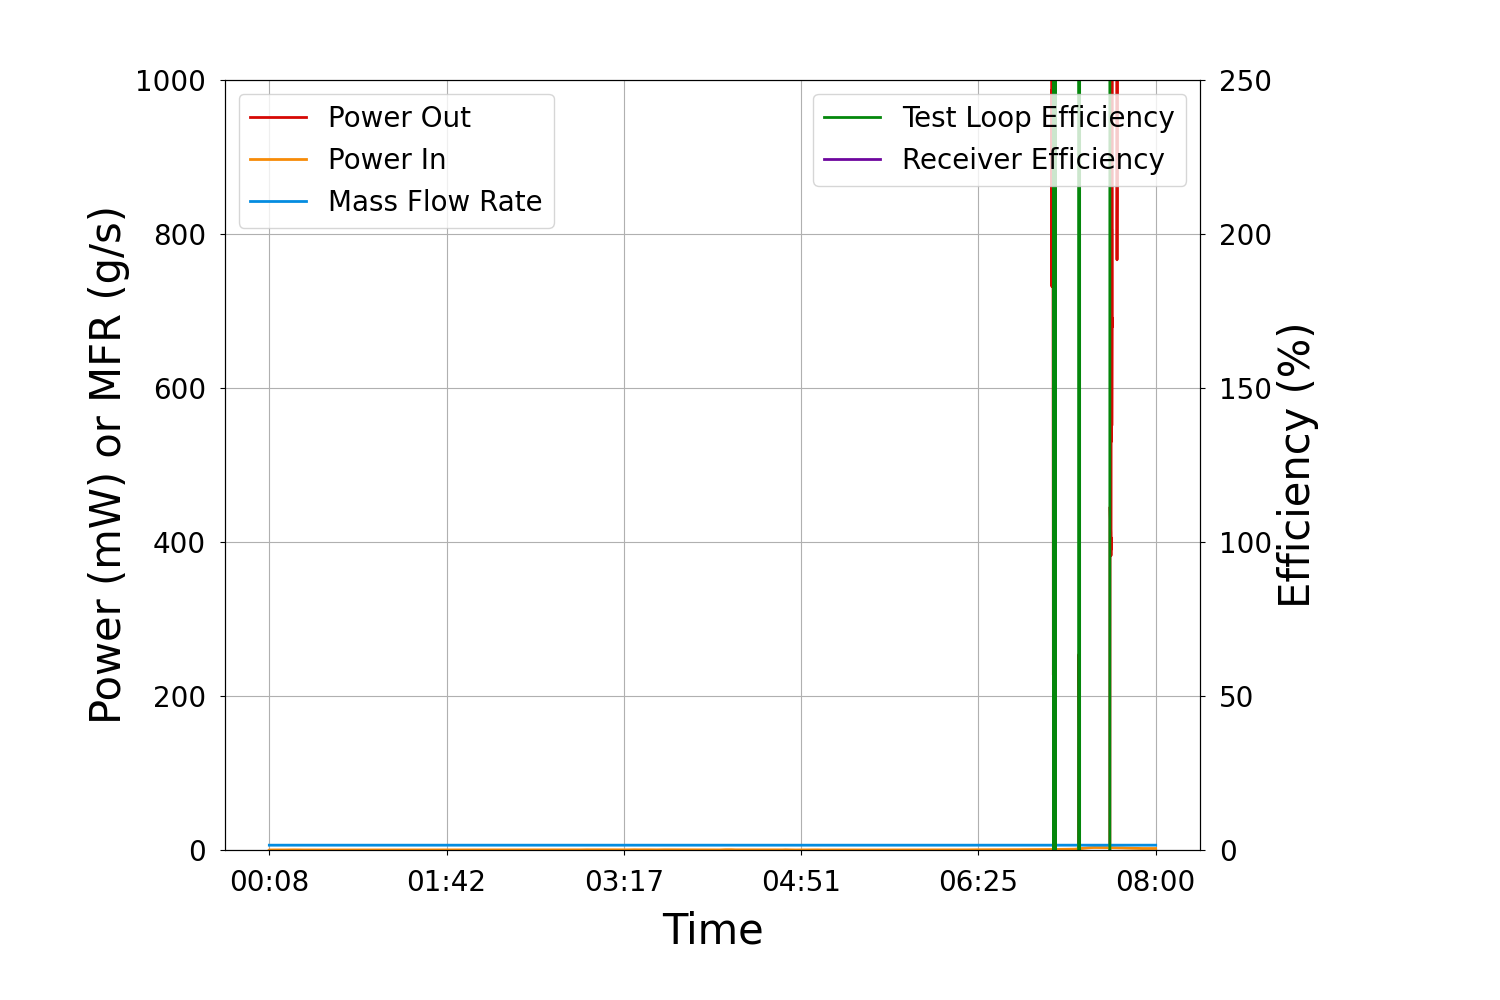 1000
800
600
400
200
0
Power (mW) or MFR (g/s)
Power Out
Power In
Mass Flow Rate
Test Loop Efficiency
Receiver Efficiency
250
200
150
100
50
0
Efficiency (%)
00:08 01:42 03:17 04:51 06:25 08:00
Time